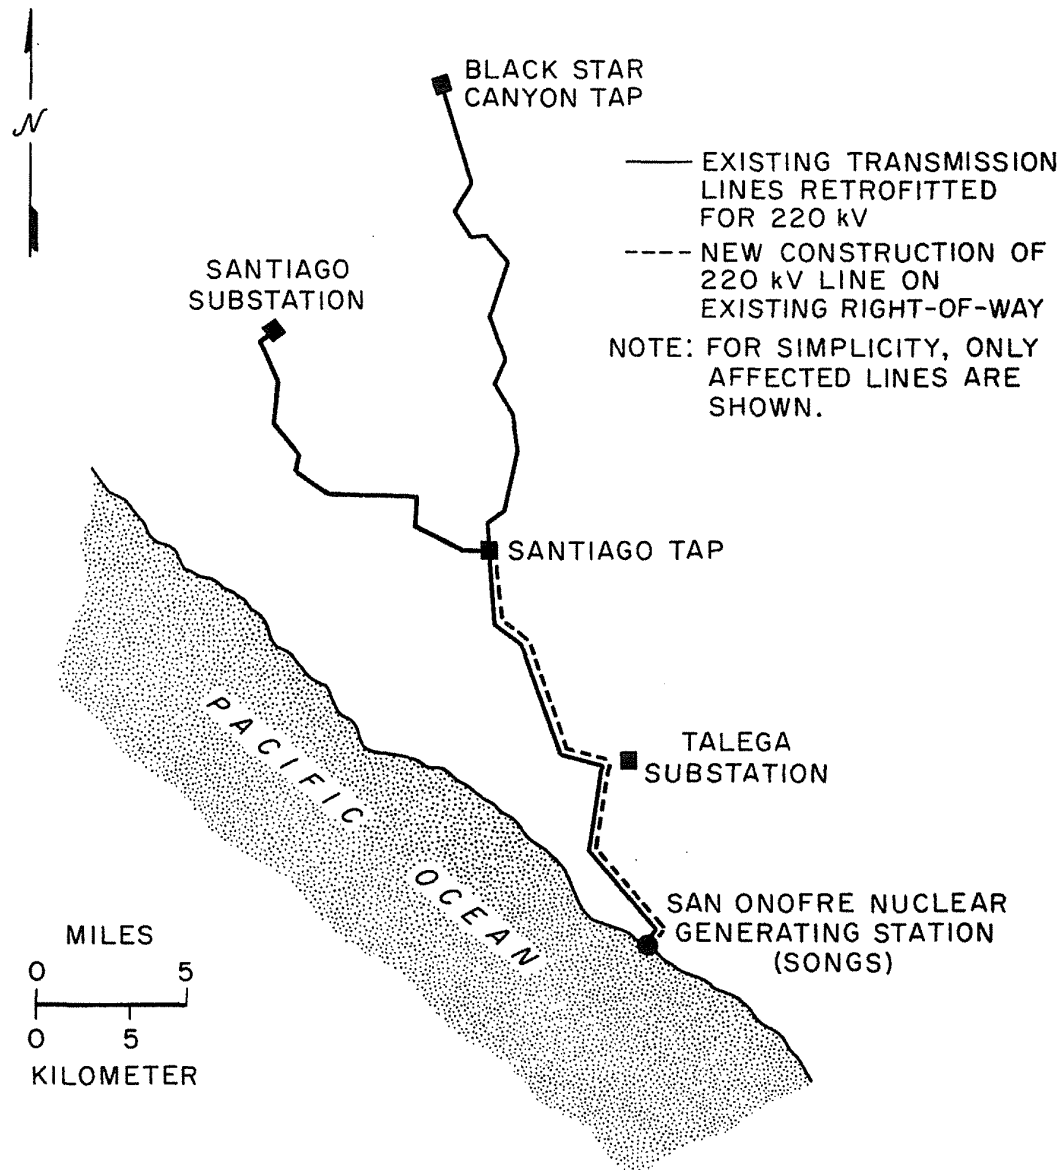 N
BLACK STAR
CANYON TAP
EXISTING TRANSMISSION
LINES RETROFITTED
FOR 220 kV
NEW CONSTRUCTION OF
220 kV LINE ON
EXISTING RIGHT-OF-WAY
NOTE: FOR SIMPLICITY, ONLY
AFFECTED LINES ARE
SHOWN.
SANTIAGO
SUBSTATION
SANTIAGO TAP
TALEGA
SUBSTATION
PACIFIC OCEAN
SAN ONOFRE NUCLEAR
GENERATING STATION
(SONGS)
MILES
0 5
0 5
KILOMETER